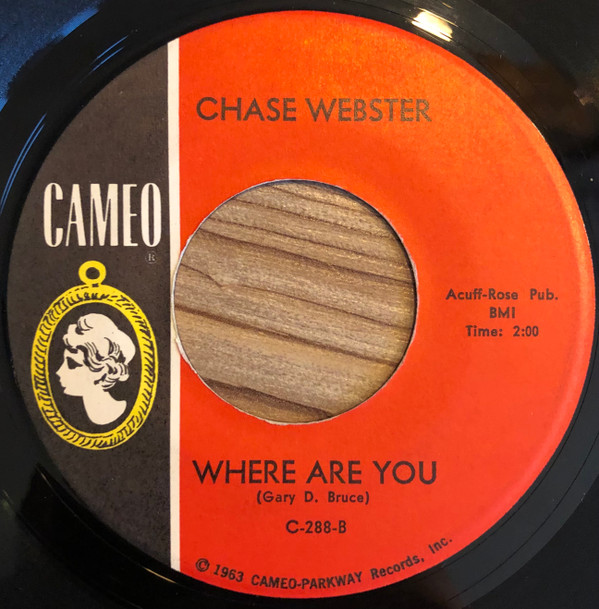 CHASE WEBSTER
CAMEO
®
Acuff-Rose Pub.
BMI
Time: 2:00
WHERE ARE YOU
(Gary D. Bruce)
C-288-B
© 1963 CAMEO-PARKWAY Records, Inc.